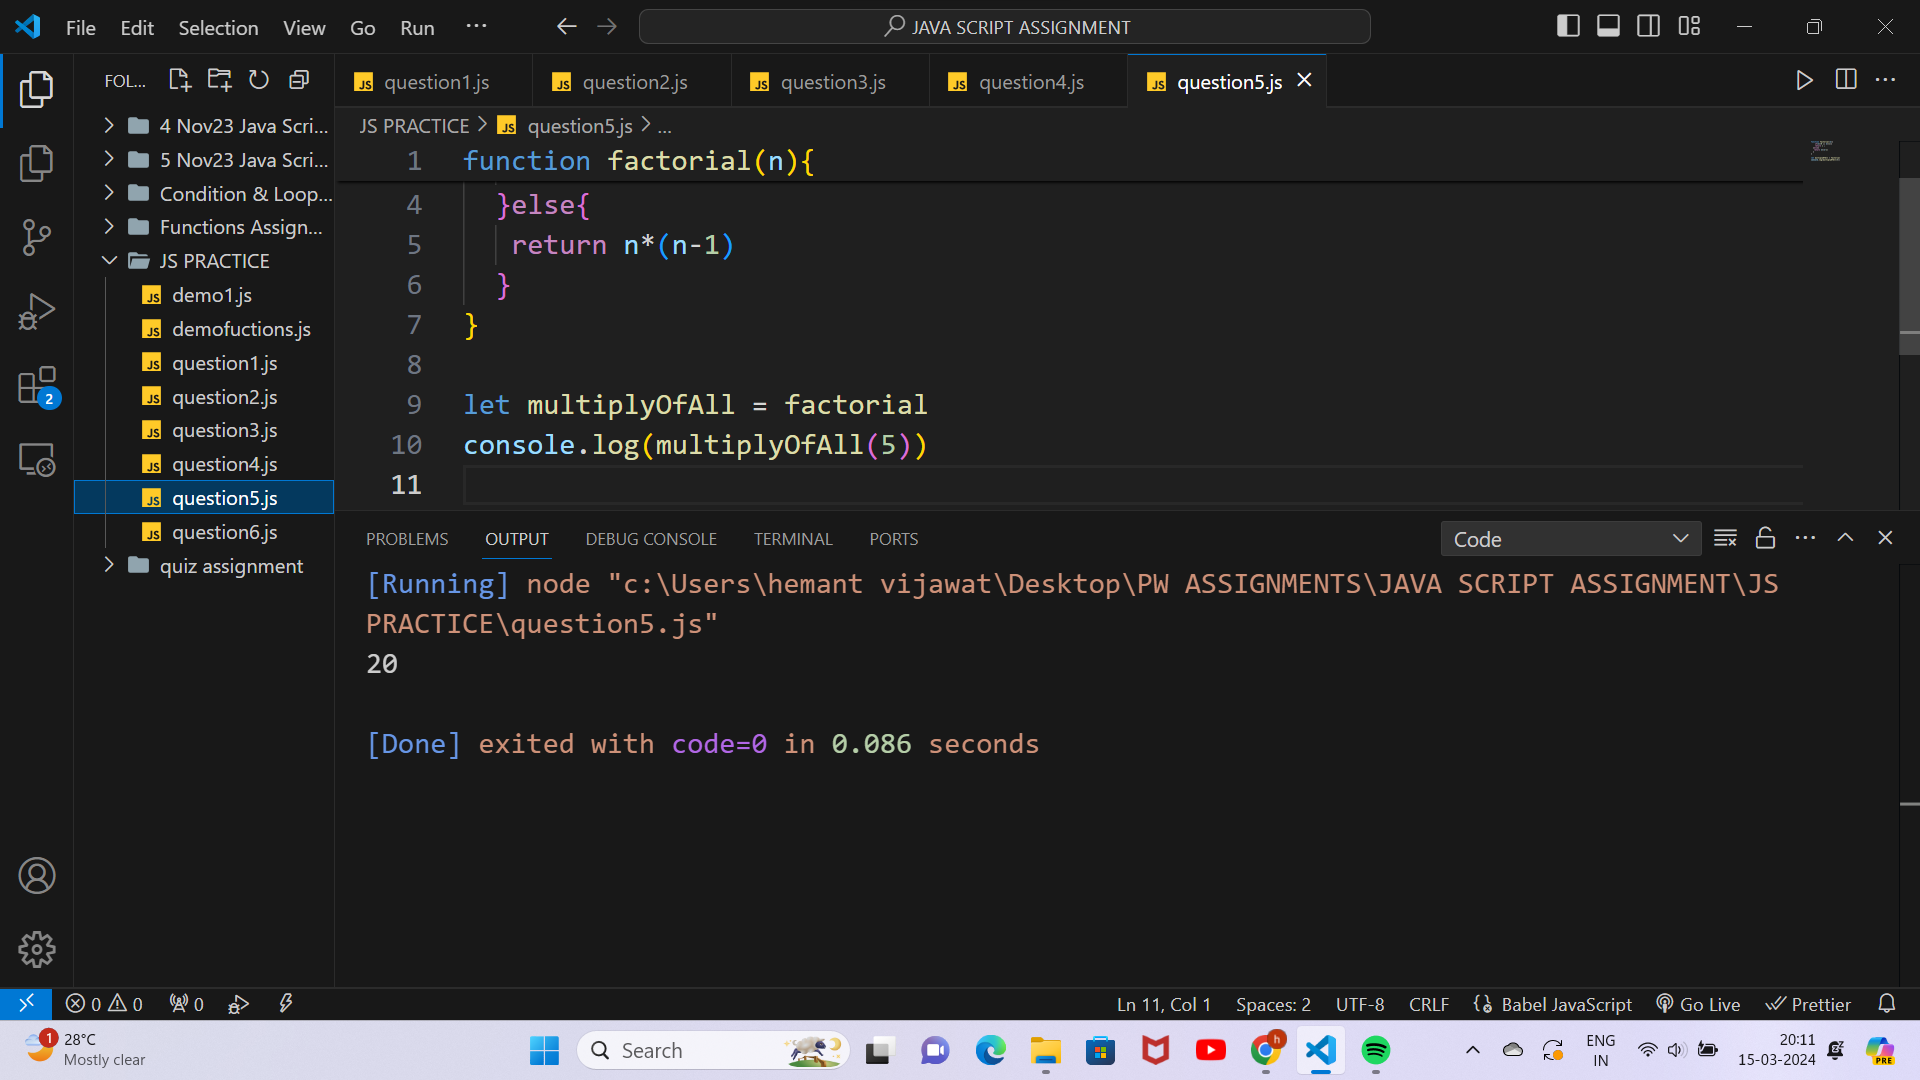 File Edit Selection View Go Run ··· JAVA SCRIPT ASSIGNMENT
FOL...
question1.js question2.js question3.js question4.js question5.js
JS PRACTICE > JS question5.js > ...
4 Nov23 Java Scri...
5 Nov23 Java Scri...
Condition & Loop...
Functions Assign...
JS PRACTICE
demo1.js
demofuctions.js
question1.js
question2.js
question3.js
question4.js
question5.js
question6.js
quiz assignment
1 function factorial(n){
4 }else{
5 return n*(n-1)
6 }
7 }
8
9 let multiplyOfAll = factorial
10 console.log(multiplyOfAll(5))
11
PROBLEMS OUTPUT DEBUG CONSOLE TERMINAL PORTS Code
[Running] node "c:\Users\hemant vijawat\Desktop\PW ASSIGNMENTS\JAVA SCRIPT ASSIGNMENT\JS
PRACTICE\question5.js"
20
[Done] exited with code=0 in 0.086 seconds
2
0 0 0 Ln 11, Col 1 Spaces: 2 UTF-8 CRLF Babel JavaScript Go Live Prettier
1 28°C
Mostly clear
Search
h
ENG
IN
20:11
15-03-2024
PRE